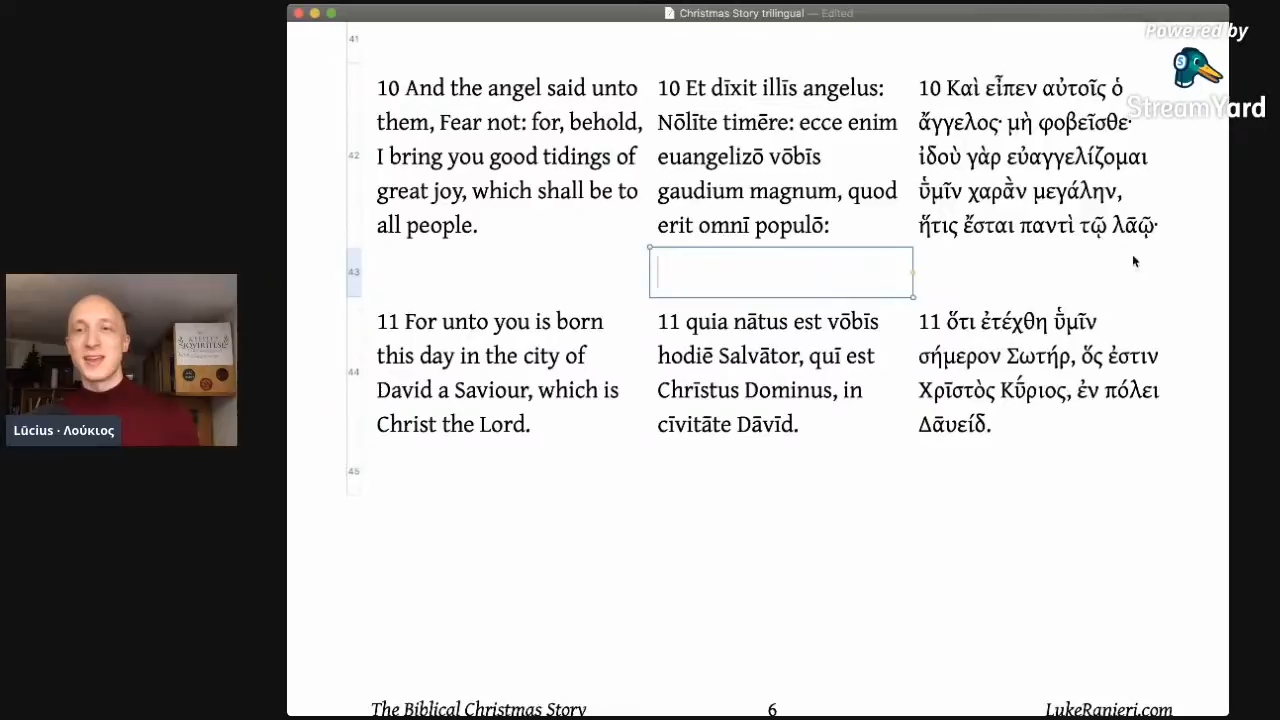 Christmas Story trilingual — Edited
Powered by
StreamYard
41
10 And the angel said unto
them, Fear not: for, behold,
I bring you good tidings of
great joy, which shall be to
all people.
42
10 Et dīxit illīs angelus:
Nōlīte timēre: ecce enim
euangelizō vōbīs
gaudium magnum, quod
erit omnī populō:
10 Καὶ εἶπεν αὐτοῖς ὁ
ἄγγελος· μὴ φοβεῖσθε·
ἰδοὺ γὰρ εὐαγγελίζομαι
ῡ̔μῖν χαρᾱ̀ν μεγάλην,
ἥτις ἔσται παντὶ τῷ λᾱῷ·
43
11 For unto you is born
this day in the city of
David a Saviour, which is
Christ the Lord.
44
11 quia nātus est vōbīs
hodiē Salvātor, quī est
Chrīstus Dominus, in
cīvitāte Dāvīd.
11 ὅτι ἐτέχθη ῡ̔μῖν
σήμερον Σωτήρ, ὅς ἐστιν
Χρῑστὸς Κῡ́ριος, ἐν πόλει
Δᾱυείδ.
45
Lūcius · Λούκιος
The Biblical Christmas Story
6
LukeRanieri.com